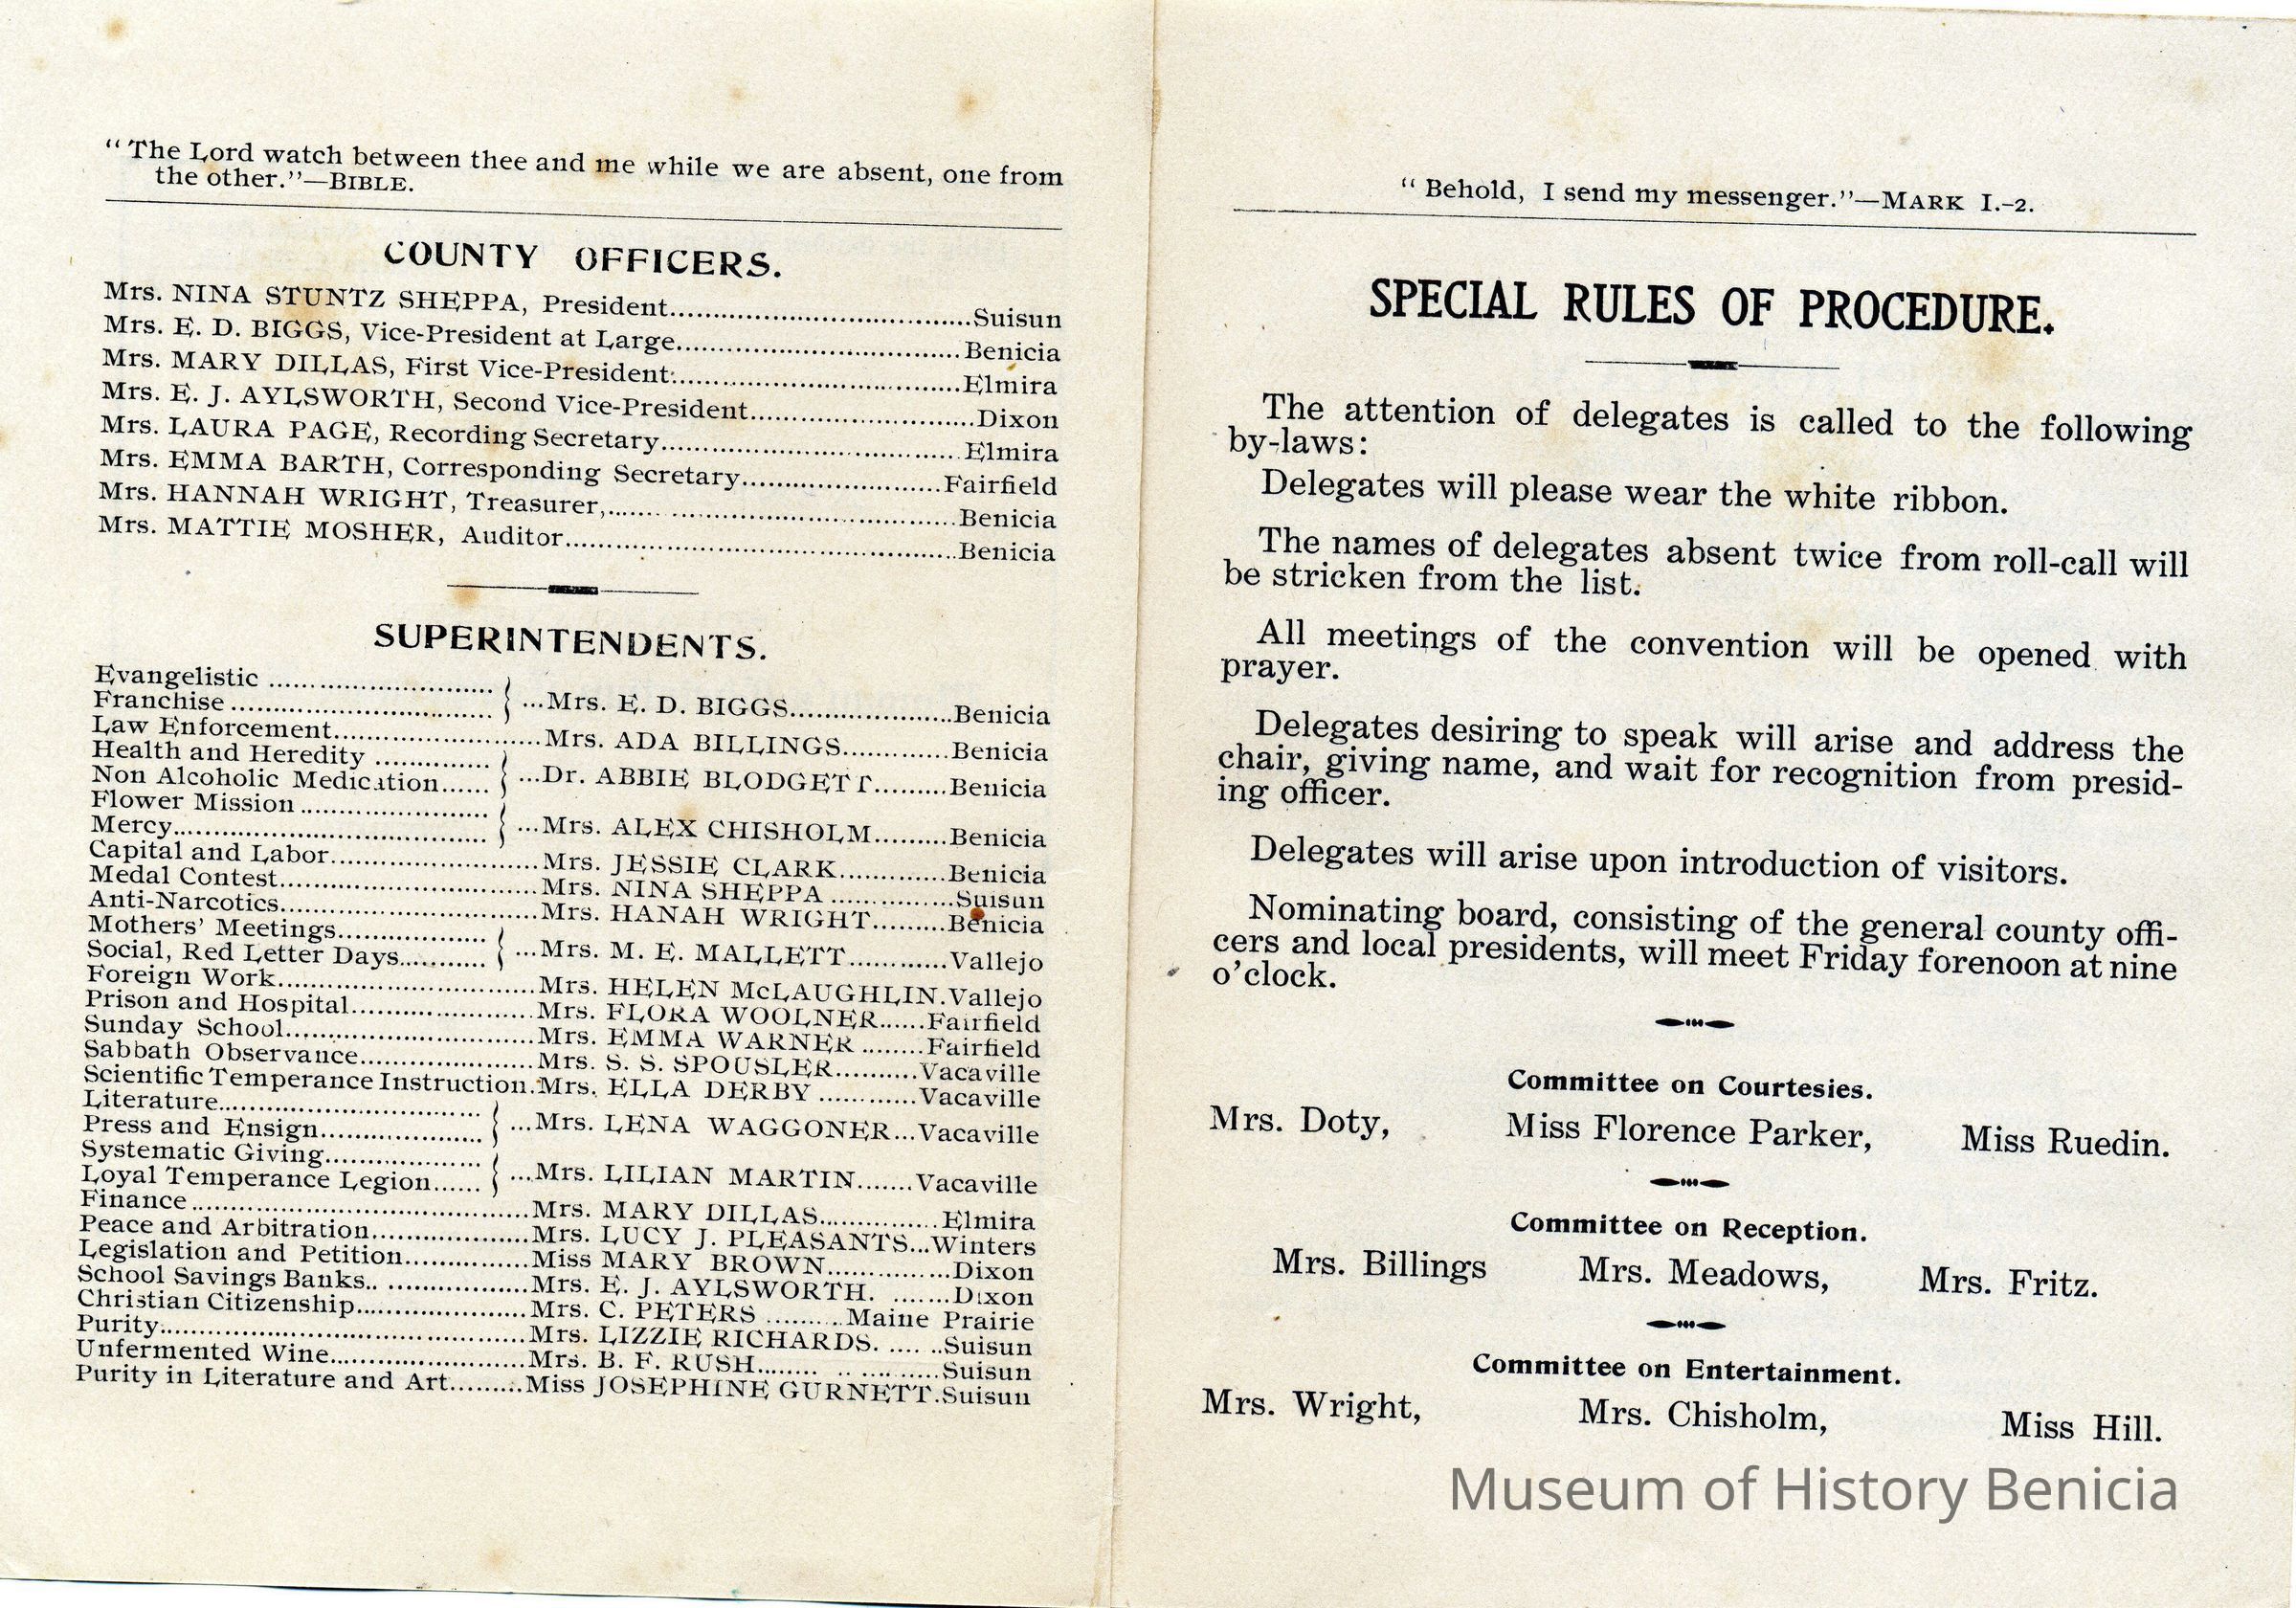 “The Lord watch between thee and me while we are absent, one from
the other.”—BIBLE.
COUNTY OFFICERS.
Mrs. NINA STUNTZ SHEPPA, President..........Suisun
Mrs. E. D. BIGGS, Vice-President at Large..........Benicia
Mrs. MARY DILLAS, First Vice-President..........Elmira
Mrs. E. J. AYLSWORTH, Second Vice-President..........Dixon
Mrs. LAURA PAGE, Recording Secretary..........Elmira
Mrs. EMMA BARTH, Corresponding Secretary..........Fairfield
Mrs. HANNAH WRIGHT, Treasurer,..........Benicia
Mrs. MATTIE MOSHER, Auditor..........Benicia
SUPERINTENDENTS.
Evangelistic ..........
Franchise .......... } ...Mrs. E. D. BIGGS..........Benicia
Law Enforcement..........Mrs. ADA BILLINGS..........Benicia
Health and Heredity ..........
Non Alcoholic Medication...... } ...Dr. ABBIE BLODGETT.........Benicia
Flower Mission ..........
Mercy.......... } ...Mrs. ALEX CHISHOLM.........Benicia
Capital and Labor..........Mrs. JESSIE CLARK..........Benicia
Medal Contest..........Mrs. NINA SHEPPA ..........Suisun
Anti-Narcotics..........Mrs. HANAH WRIGHT.........Benicia
Mothers’ Meetings..........
Social, Red Letter Days.......... } ...Mrs. M. E. MALLETT..........Vallejo
Foreign Work..........Mrs. HELEN McLAUGHLIN.Vallejo
Prison and Hospital..........Mrs. FLORA WOOLNER......Fairfield
Sunday School..........Mrs. EMMA WARNER ........Fairfield
Sabbath Observance..........Mrs. S. S. SPOUSLER..........Vacaville
Scientific Temperance Instruction.Mrs. ELLA DERBY ..........Vacaville
Literature..........
Press and Ensign.......... } ...Mrs. LENA WAGGONER...Vacaville
Systematic Giving..........
Loyal Temperance Legion...... } ...Mrs. LILIAN MARTIN.......Vacaville
Finance ..........Mrs. MARY DILLAS..........Elmira
Peace and Arbitration..........Mrs. LUCY J. PLEASANTS...Winters
Legislation and Petition..........Miss MARY BROWN..........Dixon
School Savings Banks.. ..........Mrs. E. J. AYLSWORTH. .......Dixon
Christian Citizenship..........Mrs. C. PETERS .........Maine Prairie
Purity..........Mrs. LIZZIE RICHARDS. .... ..Suisun
Unfermented Wine..........Mrs. B. F. RUSH..........Suisun
Purity in Literature and Art.........Miss JOSEPHINE GURNETT.Suisun
“Behold, I send my messenger.”—MARK I.-2.
SPECIAL RULES OF PROCEDURE.
The attention of delegates is called to the following
by-laws:
Delegates will please wear the white ribbon.
The names of delegates absent twice from roll-call will
be stricken from the list.
All meetings of the convention will be opened with
prayer.
Delegates desiring to speak will arise and address the
chair, giving name, and wait for recognition from presid-
ing officer.
Delegates will arise upon introduction of visitors.
Nominating board, consisting of the general county offi-
cers and local presidents, will meet Friday forenoon at nine
o’clock.
Committee on Courtesies.
Mrs. Doty, Miss Florence Parker, Miss Ruedin.
Committee on Reception.
Mrs. Billings Mrs. Meadows, Mrs. Fritz.
Committee on Entertainment.
Mrs. Wright, Mrs. Chisholm, Miss Hill.
Museum of History Benicia